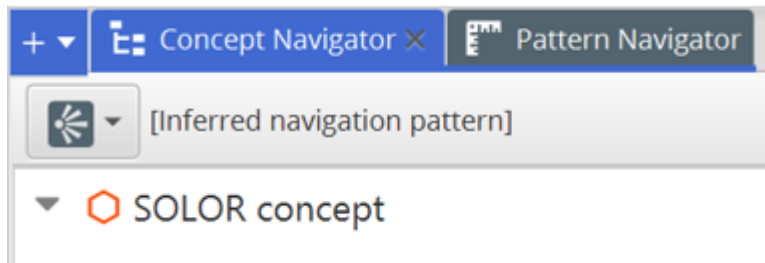 + Concept Navigator × Pattern Navigator
[Inferred navigation pattern]
SOLOR concept